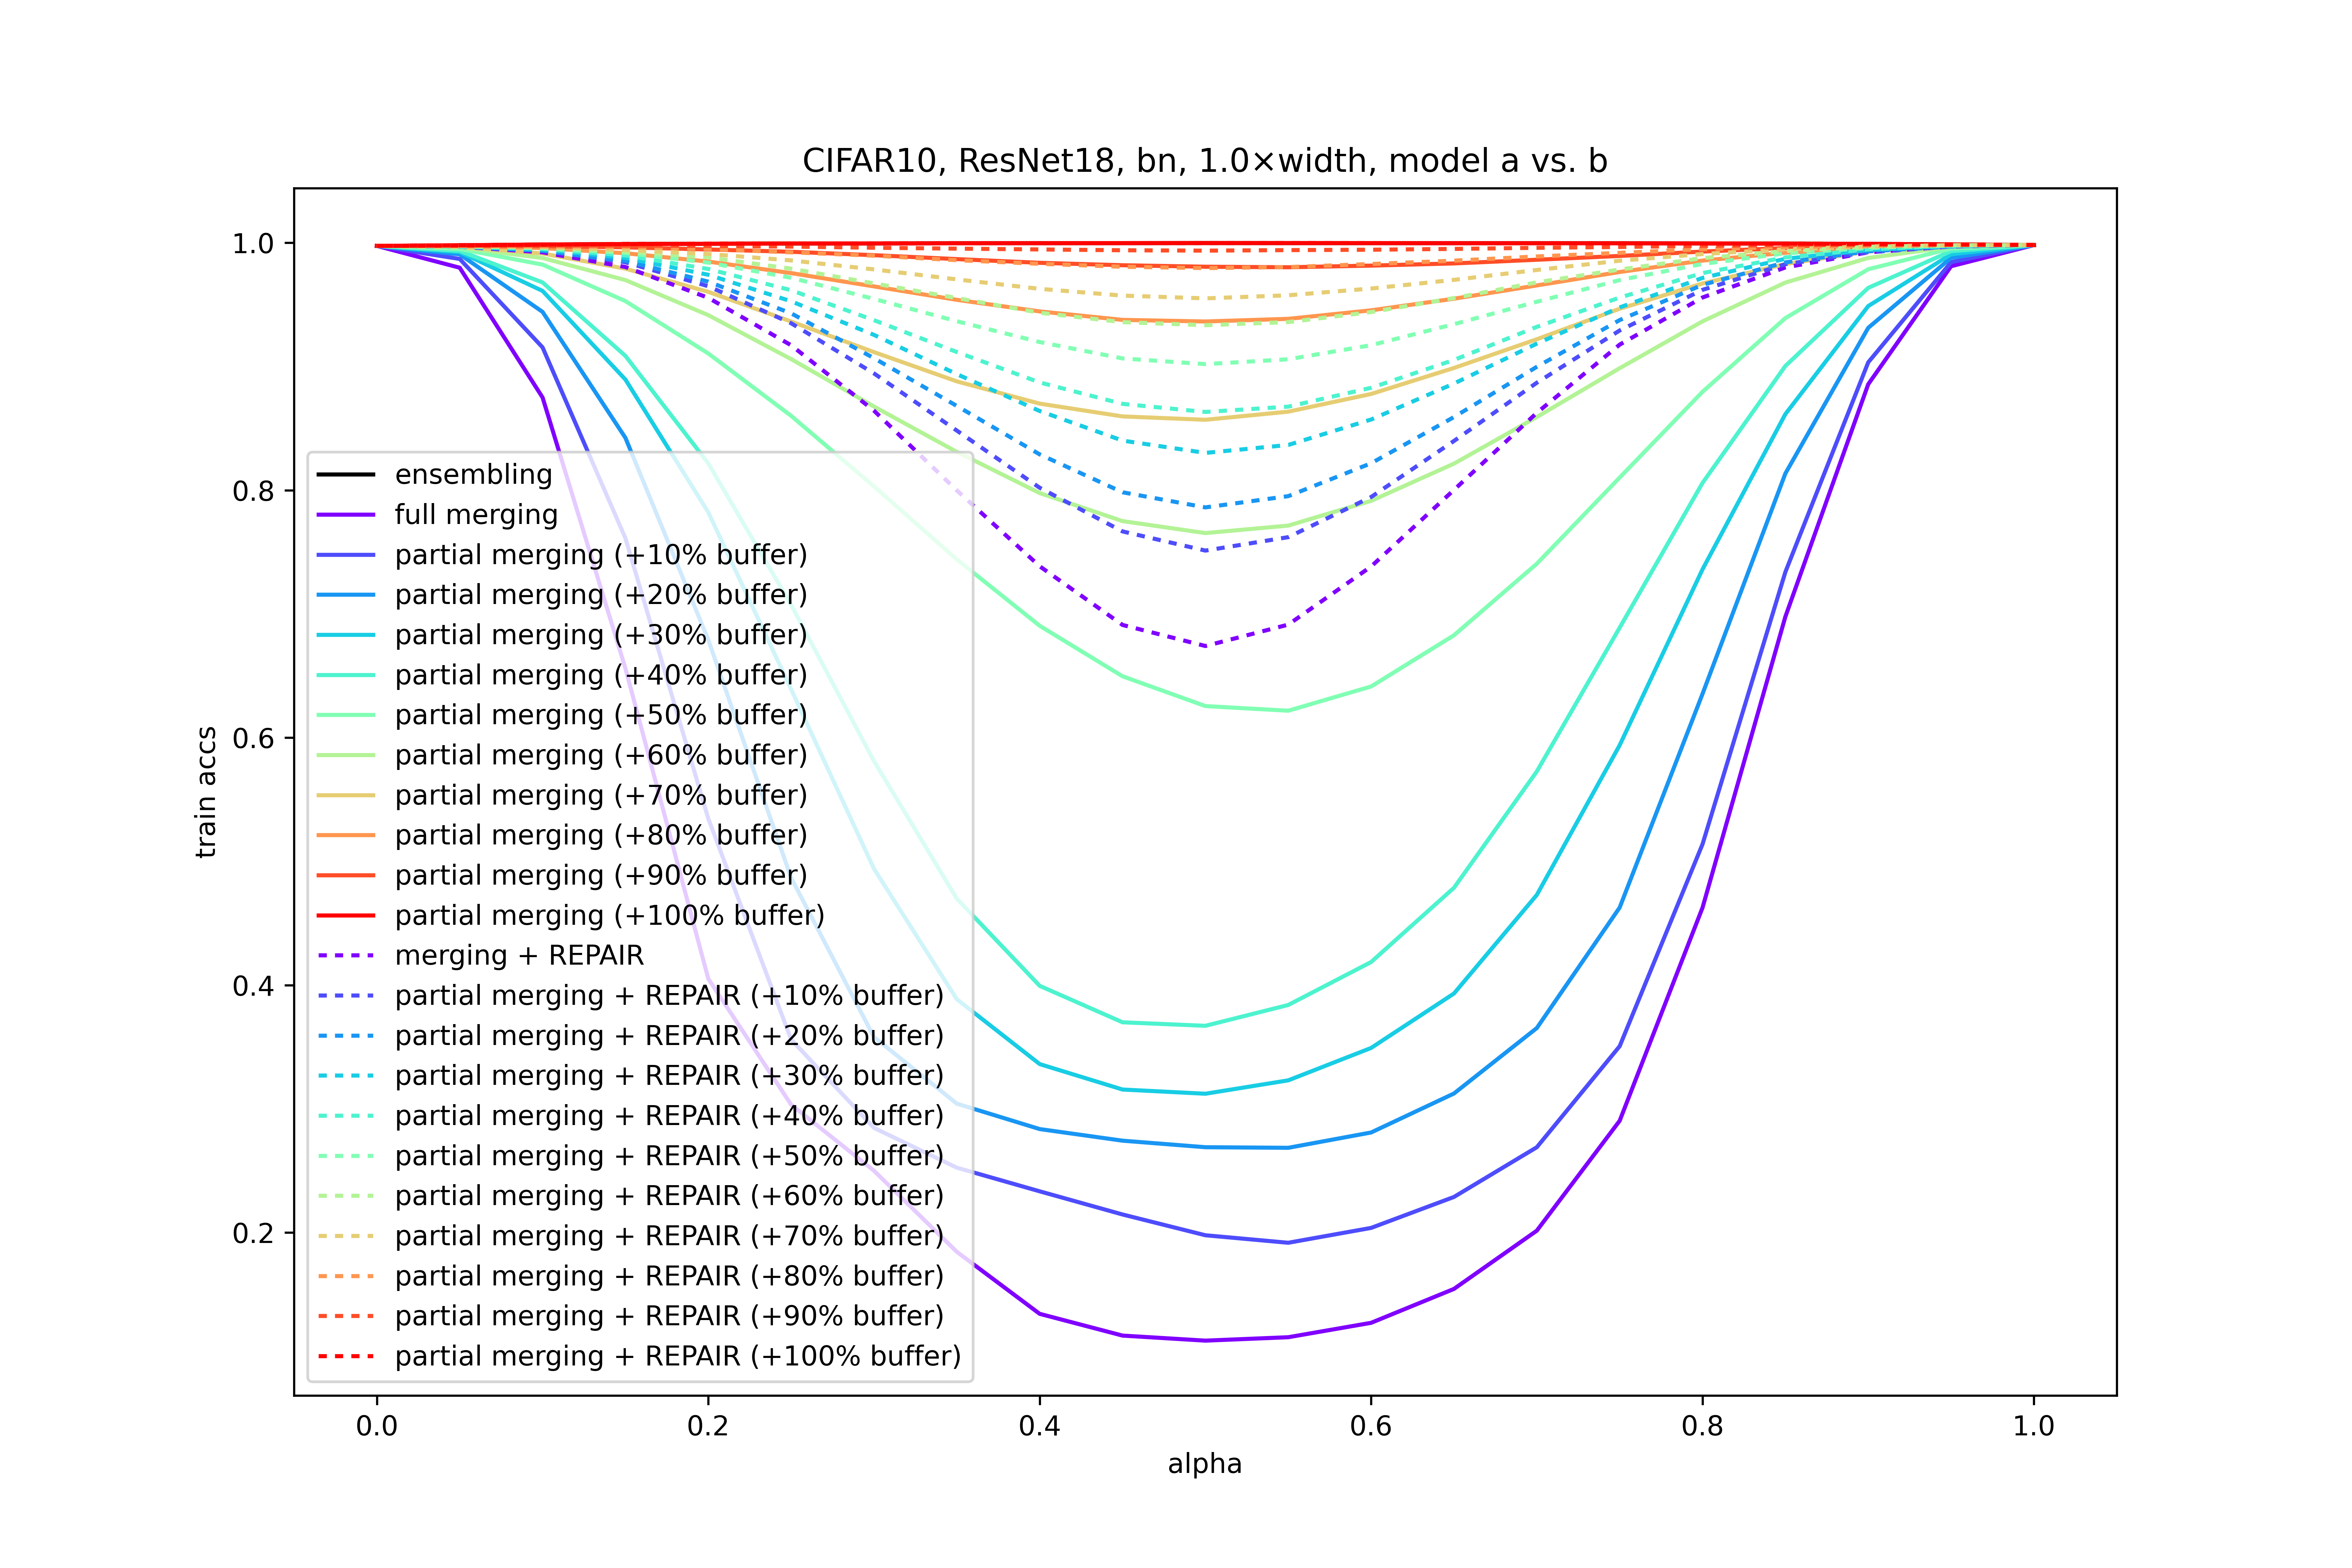 CIFAR10, ResNet18, bn, 1.0×width, model a vs. b
1.0
0.8
0.6
0.4
0.2
train accs
ensembling
full merging
partial merging (+10% buffer)
partial merging (+20% buffer)
partial merging (+30% buffer)
partial merging (+40% buffer)
partial merging (+50% buffer)
partial merging (+60% buffer)
partial merging (+70% buffer)
partial merging (+80% buffer)
partial merging (+90% buffer)
partial merging (+100% buffer)
merging + REPAIR
partial merging + REPAIR (+10% buffer)
partial merging + REPAIR (+20% buffer)
partial merging + REPAIR (+30% buffer)
partial merging + REPAIR (+40% buffer)
partial merging + REPAIR (+50% buffer)
partial merging + REPAIR (+60% buffer)
partial merging + REPAIR (+70% buffer)
partial merging + REPAIR (+80% buffer)
partial merging + REPAIR (+90% buffer)
partial merging + REPAIR (+100% buffer)
0.0 0.2 0.4 0.6 0.8 1.0
alpha